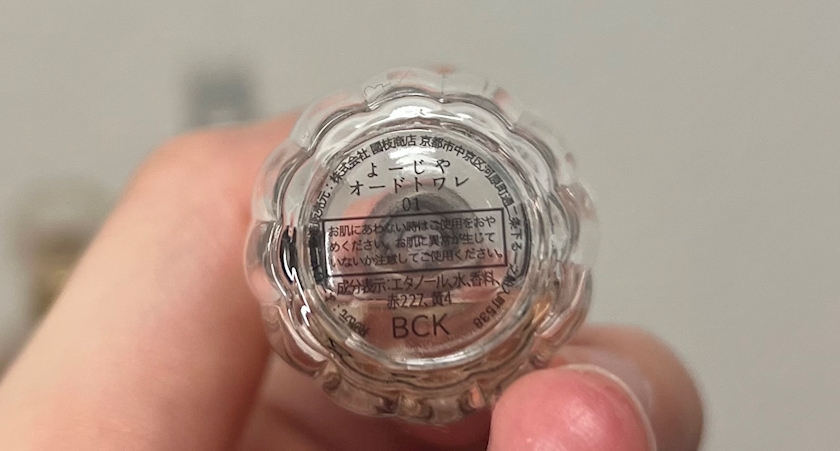 株式会社 國枝商店 京都市中京区河原町通
よーじや
オードトワレ
01
お肌にあわない時はご使用をおや
めください。お肌に異常が生じて
いないか注意してご使用ください。
成分表示:エタノール、水、香料、
赤227、黄4
BCK